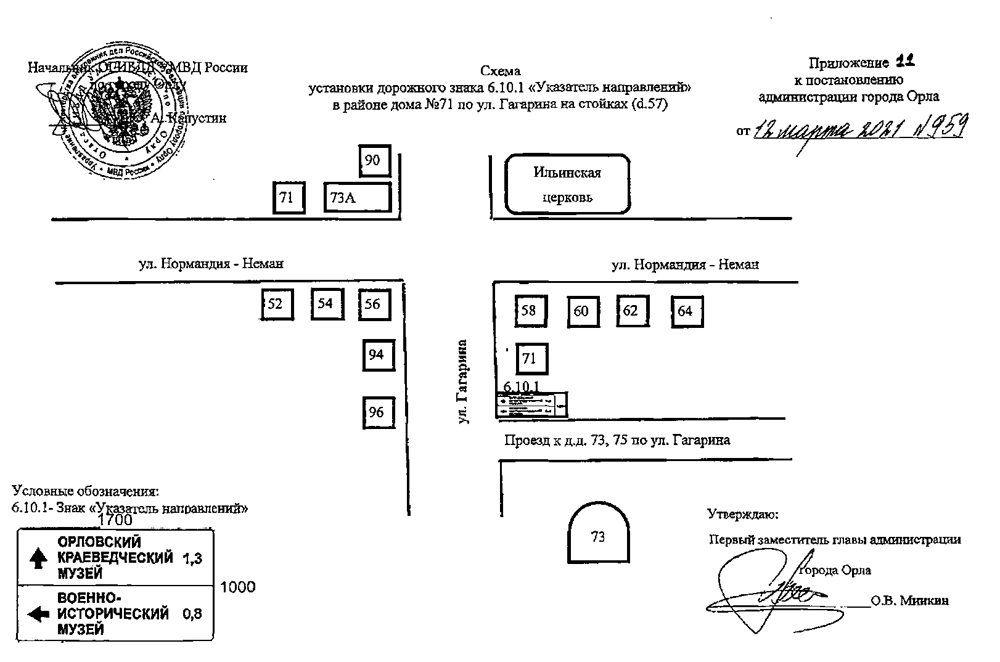 Начальник ОГИБДД УМВД России
по городу Орлу
А. Капустин
Схема
установки дорожного знака 6.10.1 «Указатель направлений»
в районе дома №71 по ул. Гагарина на стойках (d.57)
Приложение 11
к постановлению
администрации города Орла
от 12 марта 2021 №959
90
71
73А
Ильинская
церковь
ул. Нормандия - Неман
ул. Нормандия - Неман
52
54
56
58
60
62
64
94
71
ул. Гагарина
6.10.1
96
Проезд к д.д. 73, 75 по ул. Гагарина
73
Условные обозначения:
6.10.1- Знак «Указатель направлений»
1700
ОРЛОВСКИЙ
КРАЕВЕДЧЕСКИЙ 1,3
МУЗЕЙ
1000
ВОЕННО-
ИСТОРИЧЕСКИЙ 0,8
МУЗЕЙ
Утверждаю:
Первый заместитель главы администрации
города Орла
О.В. Минкин